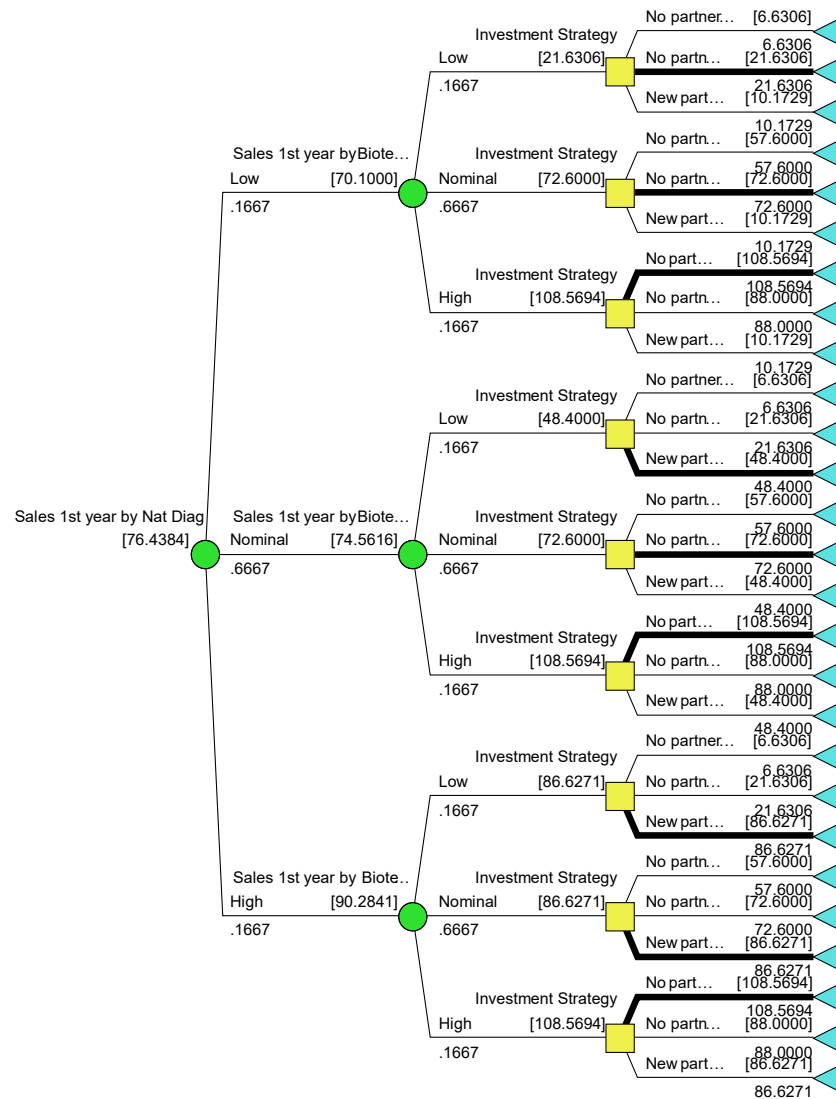 No partner... [6.6306]
Investment Strategy
6.6306
Low [21.6306] No partn... [21.6306]
.1667
21.6306
New part... [10.1729]
10.1729
No partn... [57.6000]
Sales 1st year by Biote... Investment Strategy
57.6000
Low [70.1000] Nominal [72.6000] No partn... [72.6000]
.1667 .6667
72.6000
New part... [10.1729]
10.1729
No part... [108.5694]
Investment Strategy
108.5694
High [108.5694] No partn... [88.0000]
.1667
88.0000
New part... [10.1729]
10.1729
No partner... [6.6306]
Investment Strategy
6.6306
Low [48.4000] No partn... [21.6306]
.1667
21.6306
New part... [48.4000]
48.4000
No partn... [57.6000]
Sales 1st year by Nat Diag Sales 1st year by Biote... Investment Strategy
57.6000
[76.4384] Nominal [74.5616] Nominal [72.6000] No partn... [72.6000]
.6667 .6667
72.6000
New part... [48.4000]
48.4000
No part... [108.5694]
Investment Strategy
108.5694
High [108.5694] No partn... [88.0000]
.1667
88.0000
New part... [48.4000]
48.4000
No partner... [6.6306]
Investment Strategy
6.6306
Low [86.6271] No partn... [21.6306]
.1667
21.6306
New part... [86.6271]
86.6271
No partn... [57.6000]
Sales 1st year by Biote... Investment Strategy
57.6000
High [90.2841] Nominal [86.6271] No partn... [72.6000]
.1667 .6667
72.6000
New part... [86.6271]
86.6271
No part... [108.5694]
Investment Strategy
108.5694
High [108.5694] No partn... [88.0000]
.1667
88.0000
New part... [86.6271]
86.6271